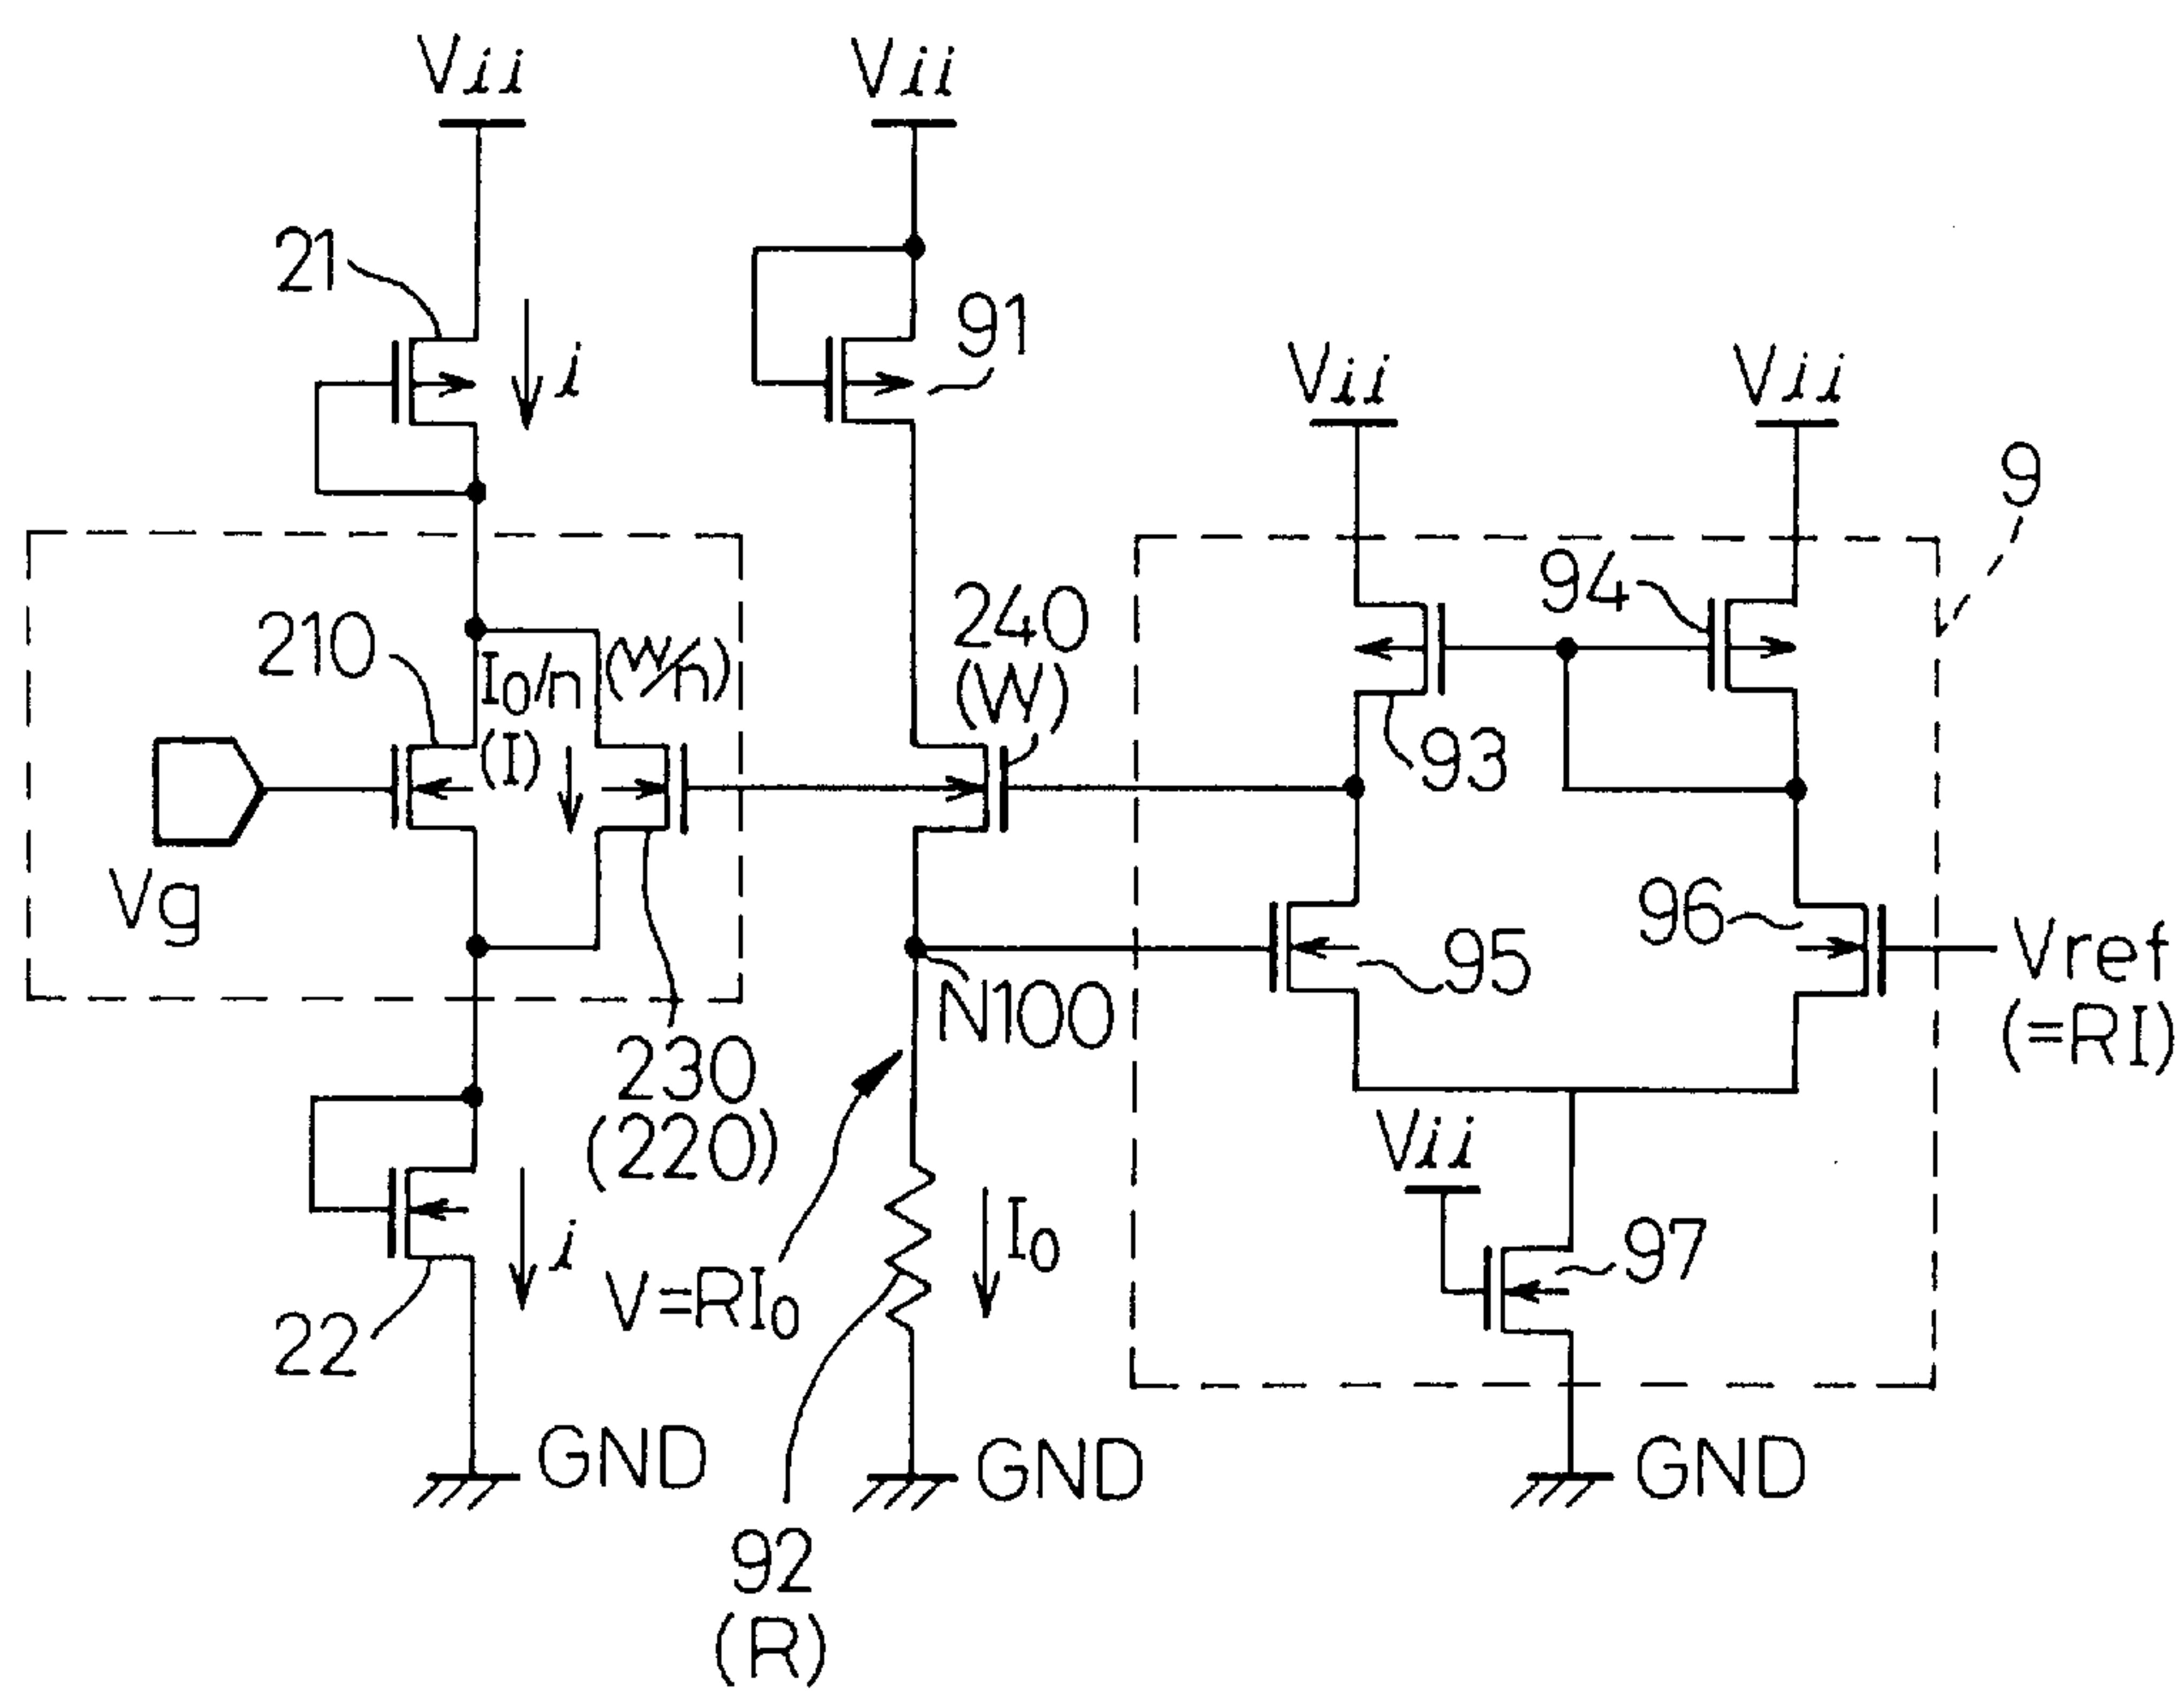 Vii
Vii
21
i
91
Vii
Vii
9
94
210
I0/n
(W/n)
(I)
240
(W)
93
Vg
96
95
Vref
(=RI)
N100
230
(220)
Vii
i
I0
97
V=RI0
22
GND
GND
GND
92
(R)